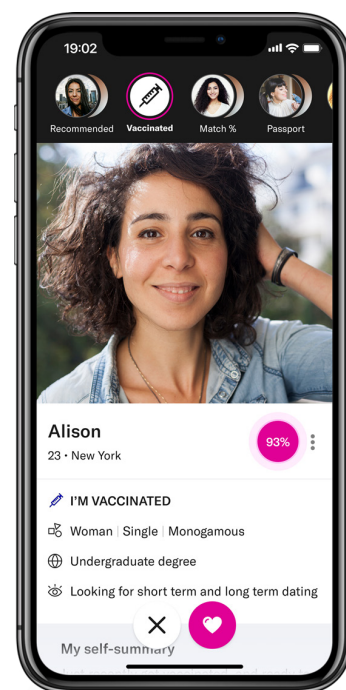 19:02
Recommended Vaccinated Match % Passport
Alison
93%
23 • New York
I'M VACCINATED
Woman | Single | Monogamous
Undergraduate degree
Looking for short term and long term dating
My self-summary